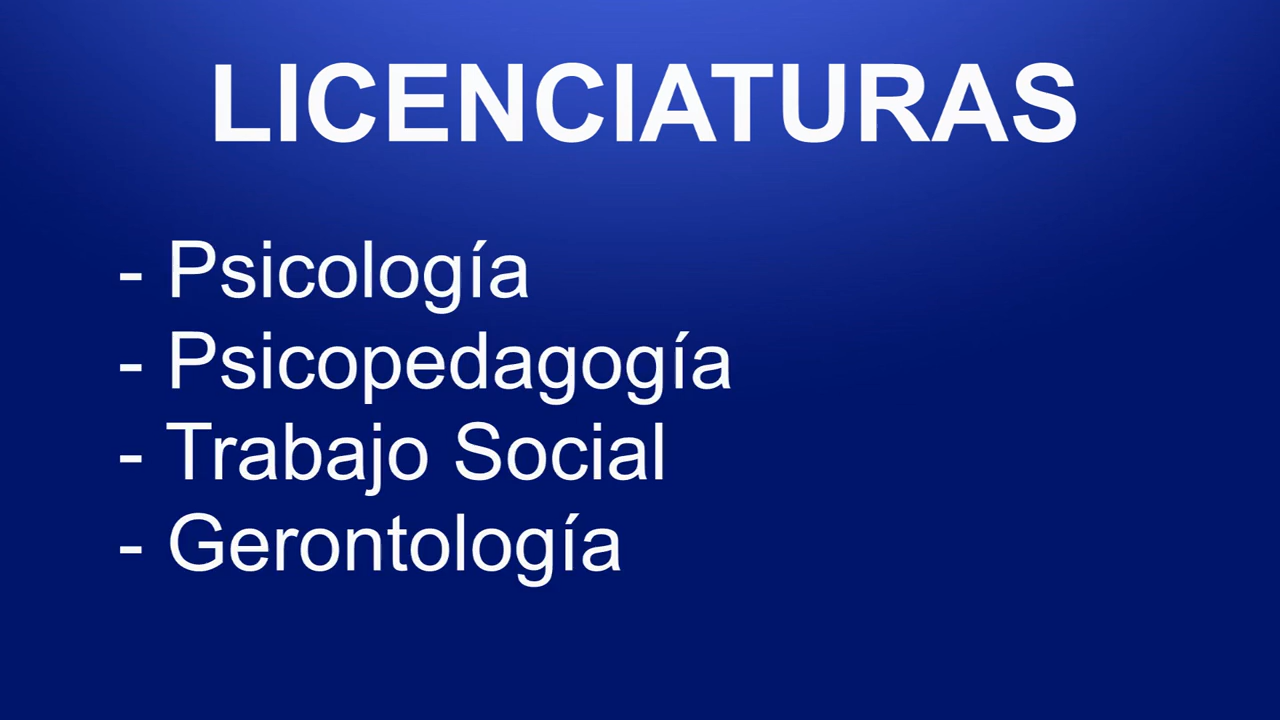 LICENCIATURAS
- Psicología
- Psicopedagogía
- Trabajo Social
- Gerontología